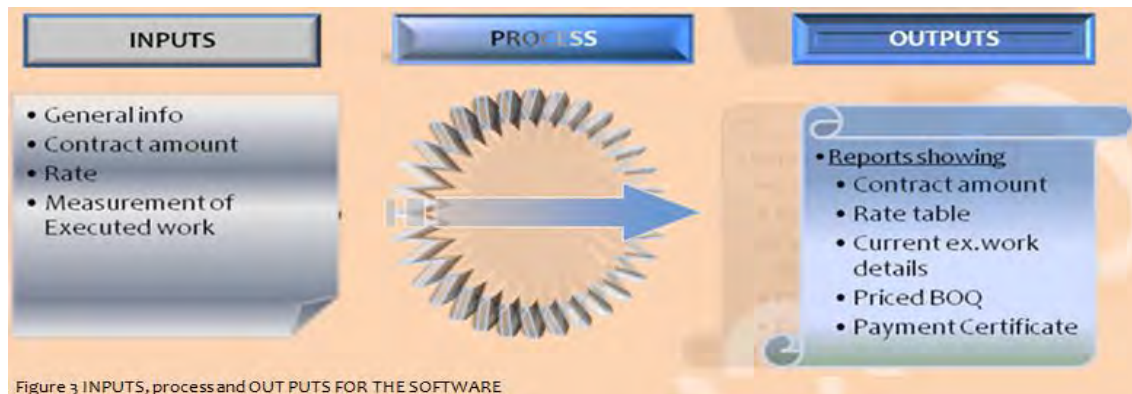 INPUTS
PROCESS
OUTPUTS
• General info
• Contract amount
• Rate
• Measurement of
Executed work
• Reports showing
• Contract amount
• Rate table
• Current ex.work
details
• Priced BOQ
• Payment Certificate
Figure 3 INPUTS, process and OUT PUTS FOR THE SOFTWARE